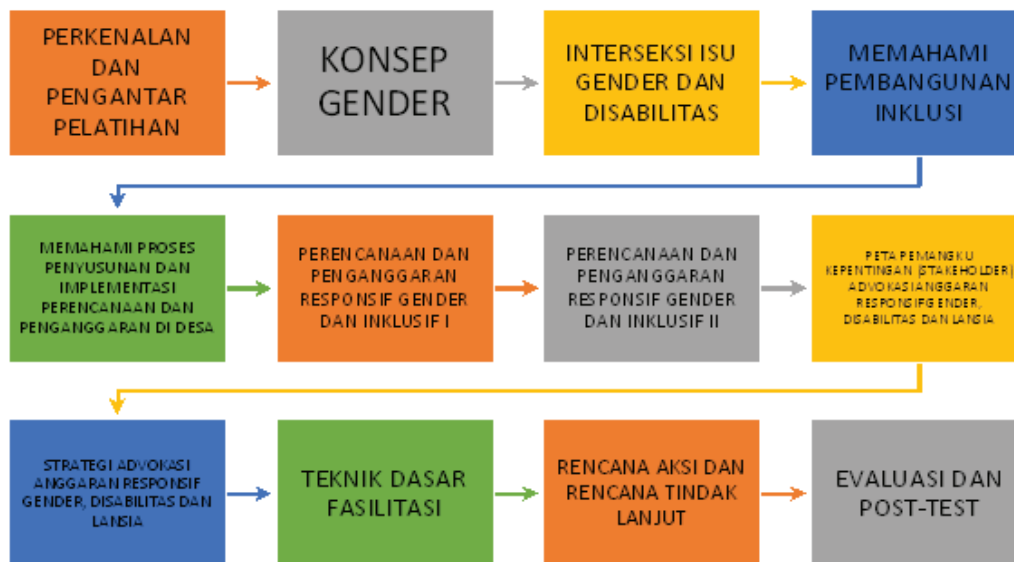 PERKENALAN
DAN
PENGANTAR
PELATIHAN
KONSEP
GENDER
INTERSEKSI ISU
GENDER DAN
DISABILITAS
MEMAHAMI
PEMBANGUNAN
INKLUSI
MEMAHAMI PROSES
PENYUSUNAN DAN
IMPLEMENTASI
PERENCANAAN DAN
PENGANGGARAN DI DESA
PERENCANAAN DAN
PENGANGGARAN
RESPONSIF GENDER
DAN INKLUSIF I
PERENCANAAN DAN
PENGANGGARAN
RESPONSIF GENDER
DAN INKLUSIF II
PETA PEMANGKU
KEPENTINGAN (STAKEHOLDER)
ADVOKASI ANGGARAN
RESPONSIF GENDER,
DISABILITAS DAN LANSIA
STRATEGI ADVOKASI
ANGGARAN RESPONSIF
GENDER, DISABILITAS DAN
LANSIA
TEKNIK DASAR
FASILITASI
RENCANA AKSI DAN
RENCANA TINDAK
LANJUT
EVALUASI DAN
POST-TEST